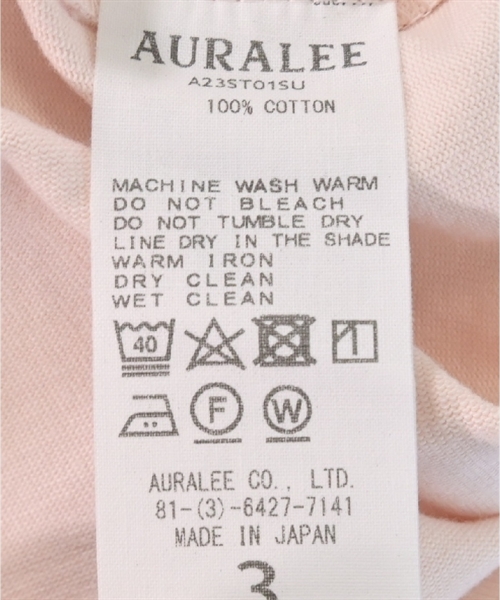 AURALEE
A23ST01SU
100% COTTON
MACHINE WASH WARM
DO NOT BLEACH
DO NOT TUMBLE DRY
LINE DRY IN THE SHADE
WARM IRON
DRY CLEAN
WET CLEAN
40
F W
AURALEE CO., LTD.
81-(3)-6427-7141
MADE IN JAPAN
3